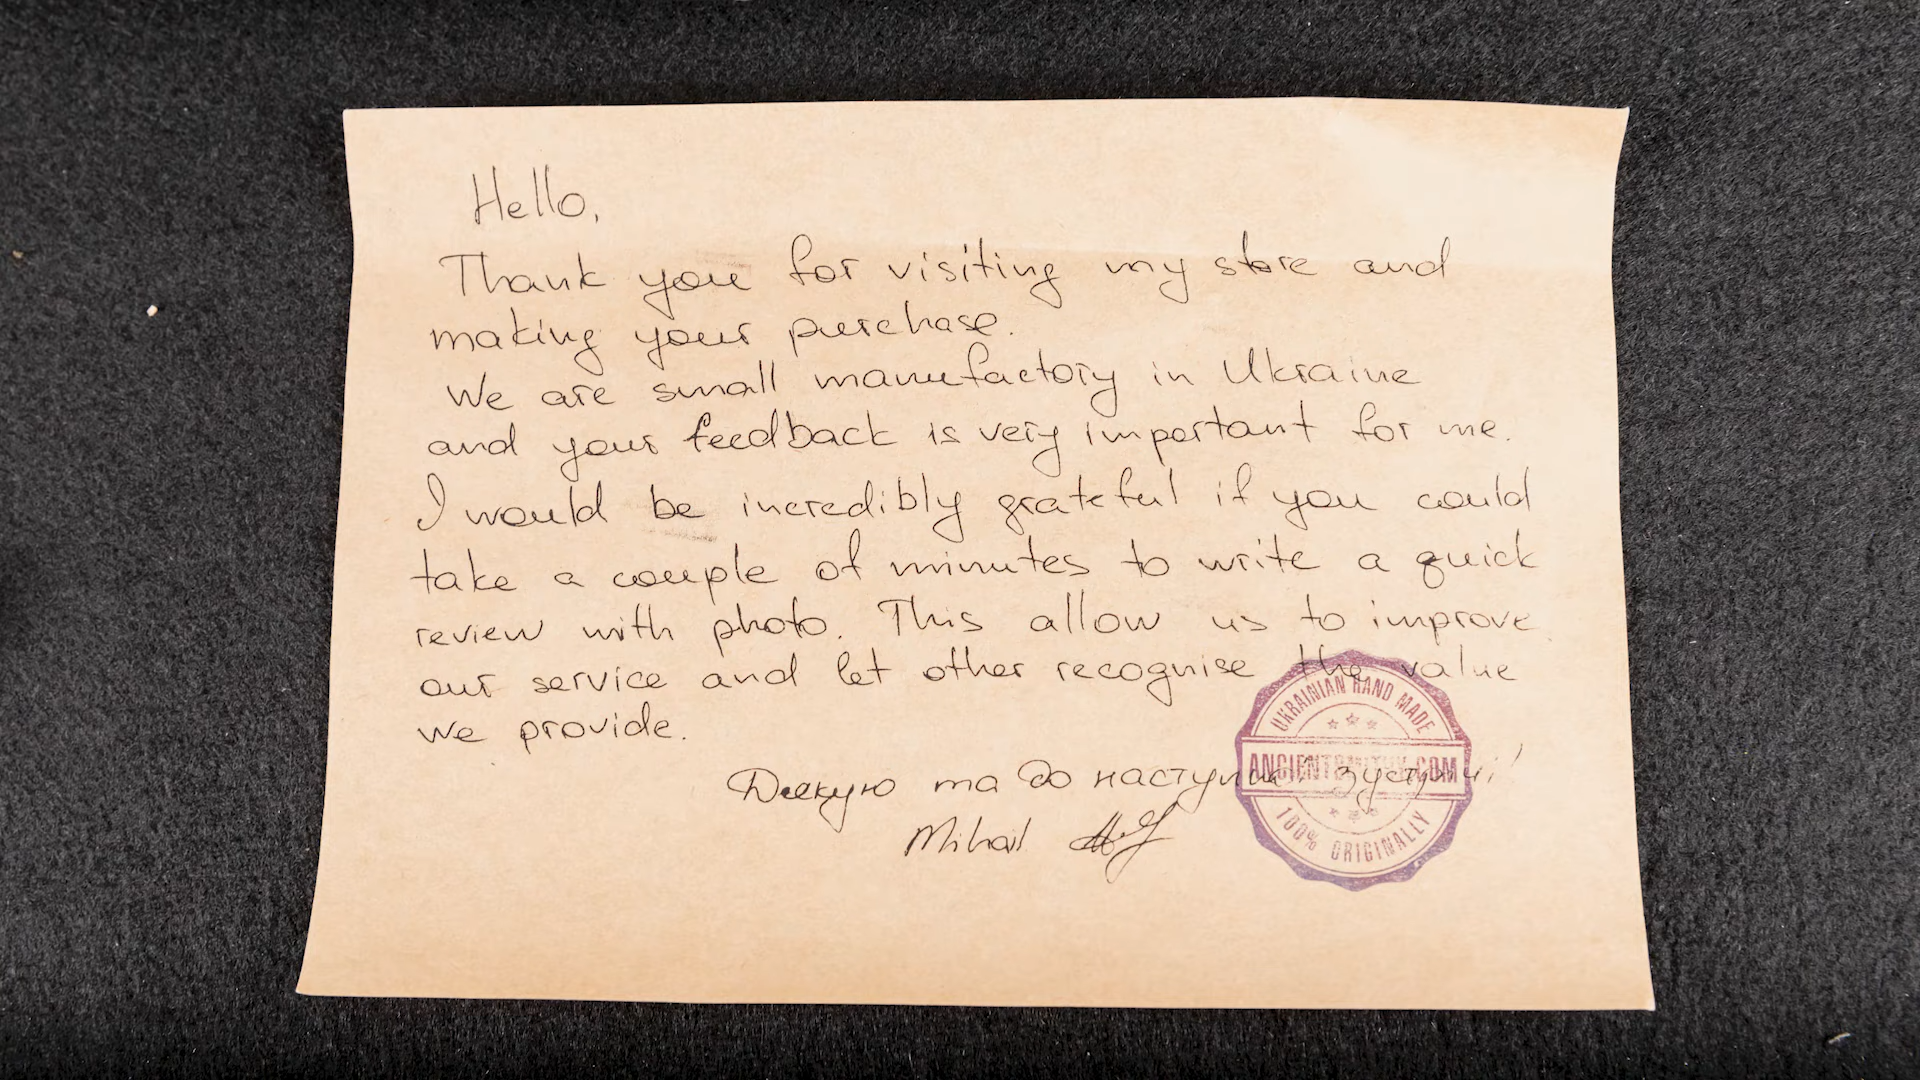 Hello,
Thank you for visiting my store and
making your purchase.
We are small manufactory in Ukraine
and your feedback is very important for me.
I would be incredibly grateful if you could
take a couple of minutes to write a quick
review with photo. This allow us to improve
our service and let other recognise the value
we provide.
Дякую та до наступної зустрічі!
Mihail
UKRAINIAN HAND MADE
ANCIENTSMITHY.COM
100% ORIGINALLY